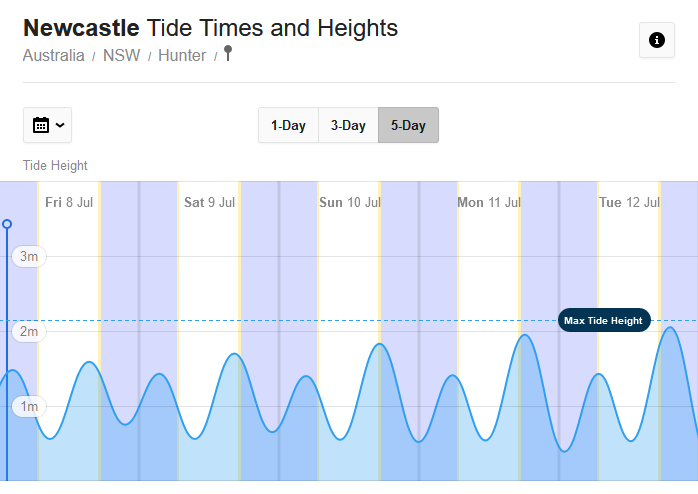 Newcastle Tide Times and Heights
Australia / NSW / Hunter /
1-Day 3-Day 5-Day
Tide Height
Fri 8 Jul Sat 9 Jul Sun 10 Jul Mon 11 Jul Tue 12 Jul
3m
Max Tide Height
2m
1m